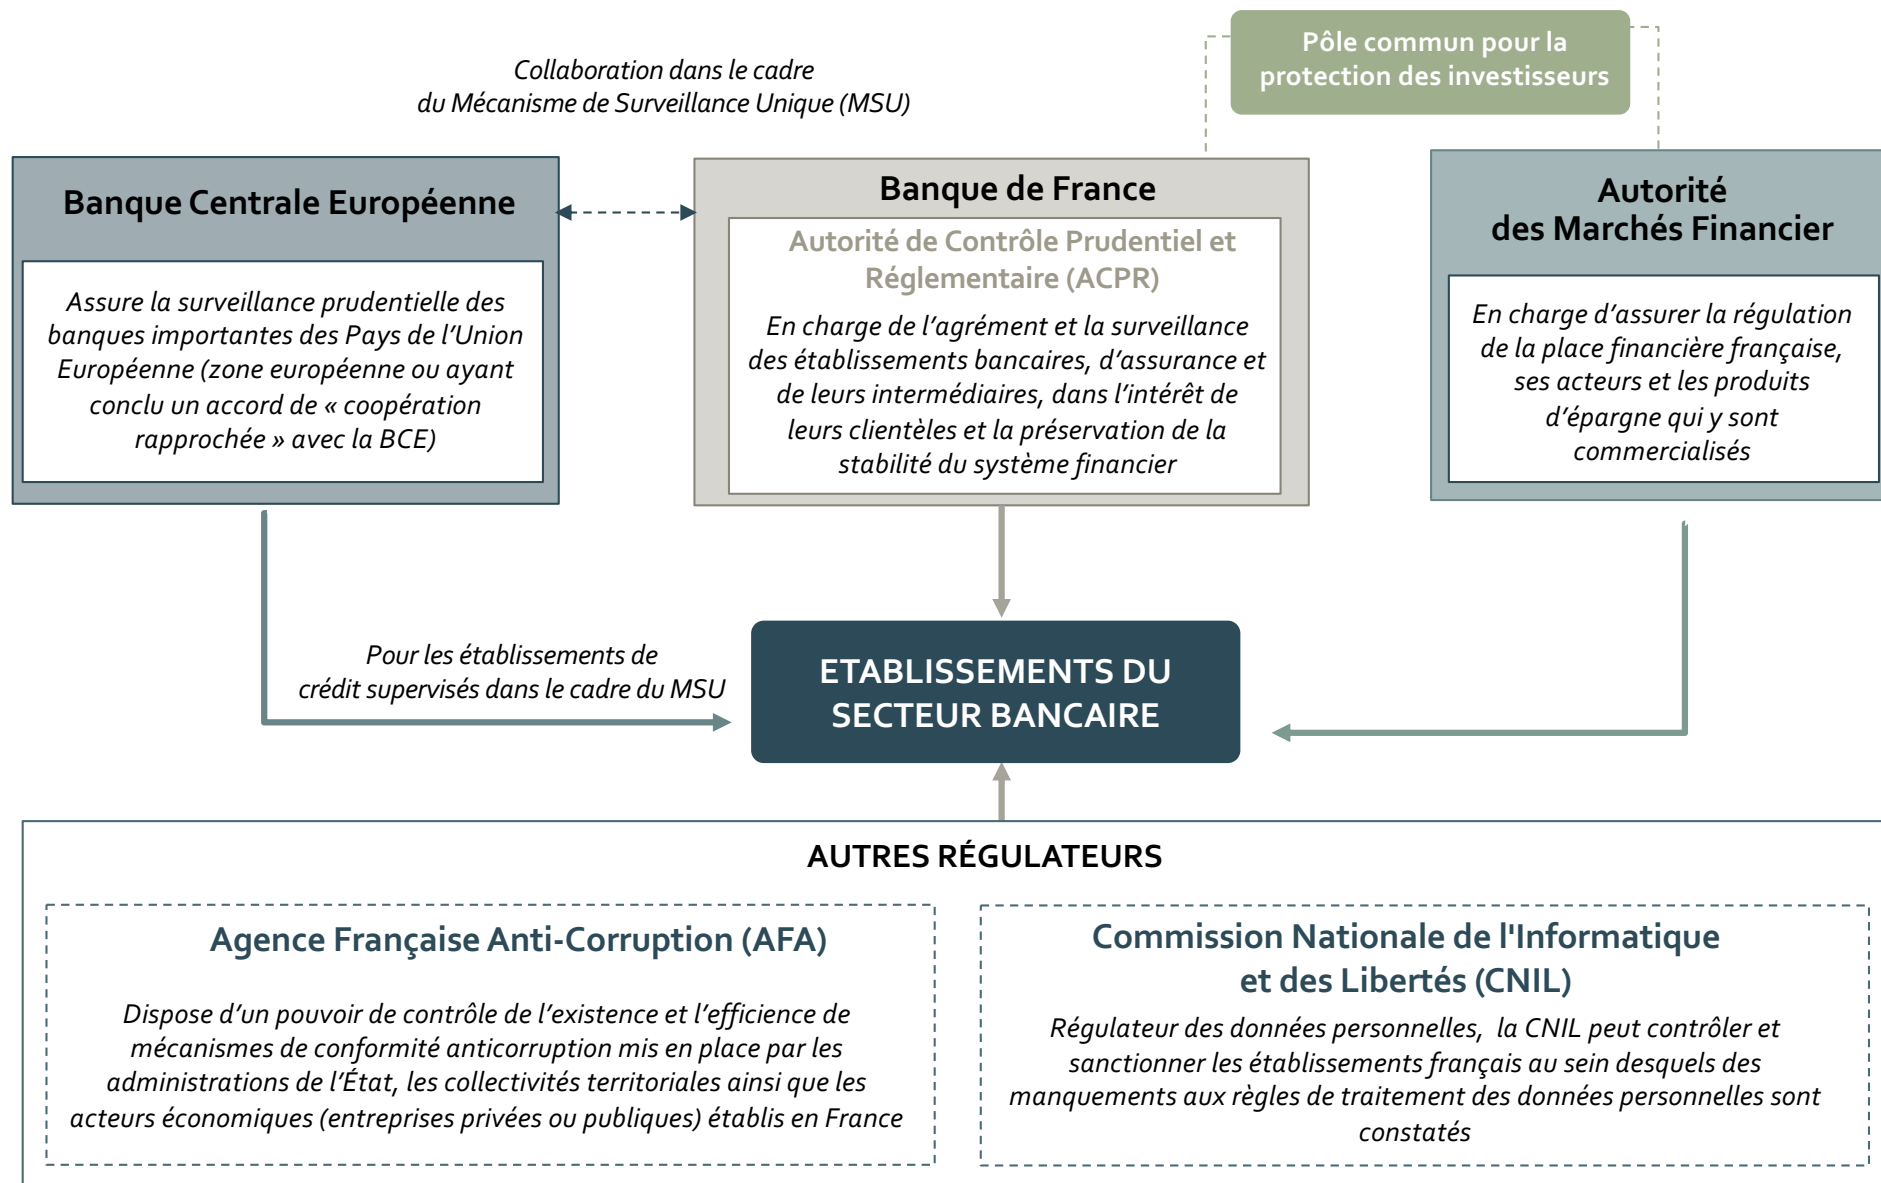 Pôle commun pour la
protection des investisseurs
Collaboration dans le cadre
du Mécanisme de Surveillance Unique (MSU)
Banque Centrale Européenne
Assure la surveillance prudentielle des
banques importantes des Pays de l’Union
Européenne (zone européenne ou ayant
conclu un accord de « coopération
rapprochée » avec la BCE)
Banque de France
Autorité de Contrôle Prudentiel et
Réglementaire (ACPR)
En charge de l’agrément et la surveillance
des établissements bancaires, d’assurance et
de leurs intermédiaires, dans l’intérêt de
leurs clientèles et la préservation de la
stabilité du système financier
Autorité
des Marchés Financier
En charge d’assurer la régulation
de la place financière française,
ses acteurs et les produits
d’épargne qui y sont
commercialisés
Pour les établissements de
crédit supervisés dans le cadre du MSU
ETABLISSEMENTS DU
SECTEUR BANCAIRE
AUTRES RÉGULATEURS
Agence Française Anti-Corruption (AFA)
Dispose d’un pouvoir de contrôle de l’existence et l’efficience de
mécanismes de conformité anticorruption mis en place par les
administrations de l’État, les collectivités territoriales ainsi que les
acteurs économiques (entreprises privées ou publiques) établis en France
Commission Nationale de l'Informatique
et des Libertés (CNIL)
Régulateur des données personnelles,  la CNIL peut contrôler et
sanctionner les établissements français au sein desquels des
manquements aux règles de traitement des données personnelles sont
constatés